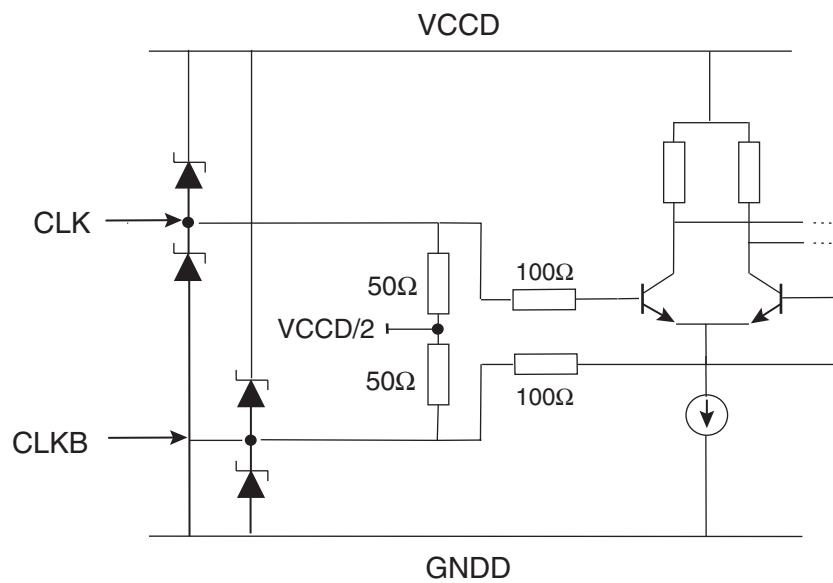 VCCD
CLK
50Ω
100Ω
VCCD/2
50Ω
100Ω
CLKB
GNDD